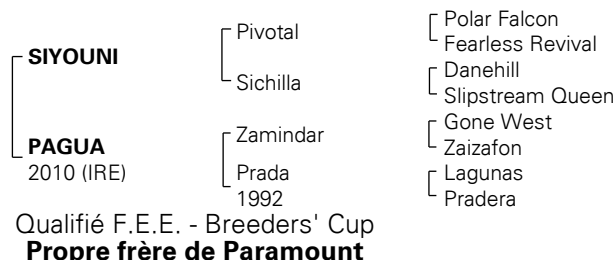 SIYOUNI
PAGUA
2010 (IRE)
Pivotal
Sichilla
Zamindar
Prada
1992
Polar Falcon
Fearless Revival
Danehill
Slipstream Queen
Gone West
Zaizafon
Lagunas
Pradera
Qualifié F.E.E. - Breeders' Cup
Propre frère de Paramount